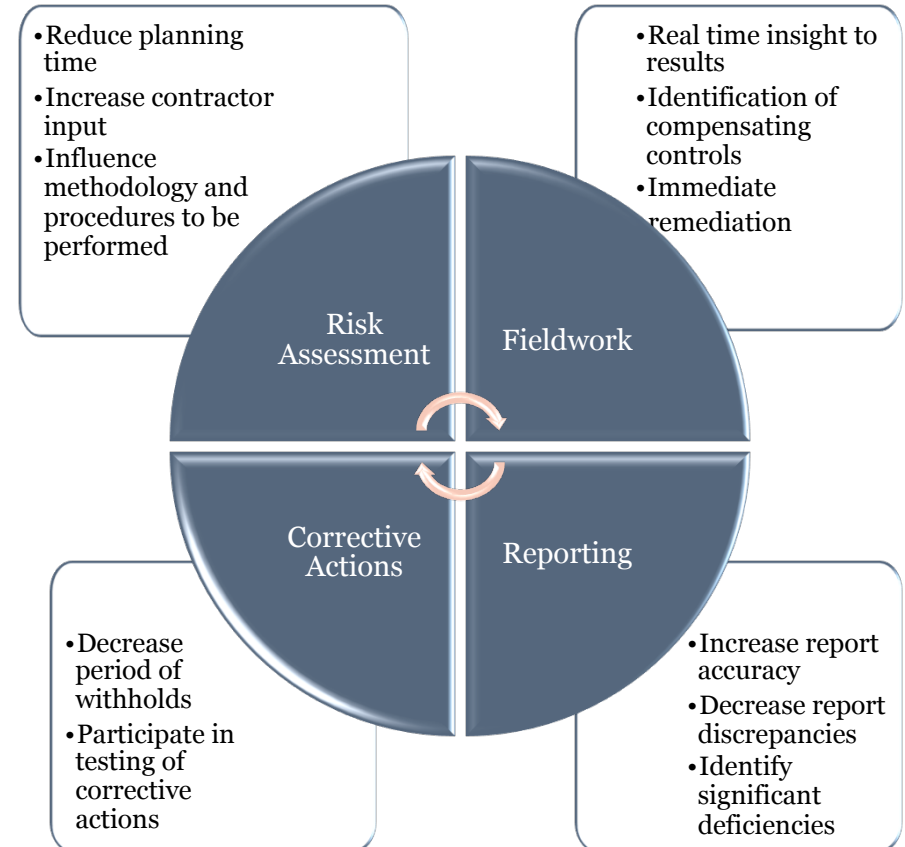 •Reduce planning
time
•Increase contractor
input
•Influence
methodology and
procedures to be
performed
•Real time insight to
results
•Identification of
compensating
controls
•Immediate
remediation
Risk
Assessment
Fieldwork
Corrective
Actions
Reporting
•Decrease
period of
withholds
•Participate in
testing of
corrective
actions
•Increase report
accuracy
•Decrease report
discrepancies
•Identify
significant
deficiencies